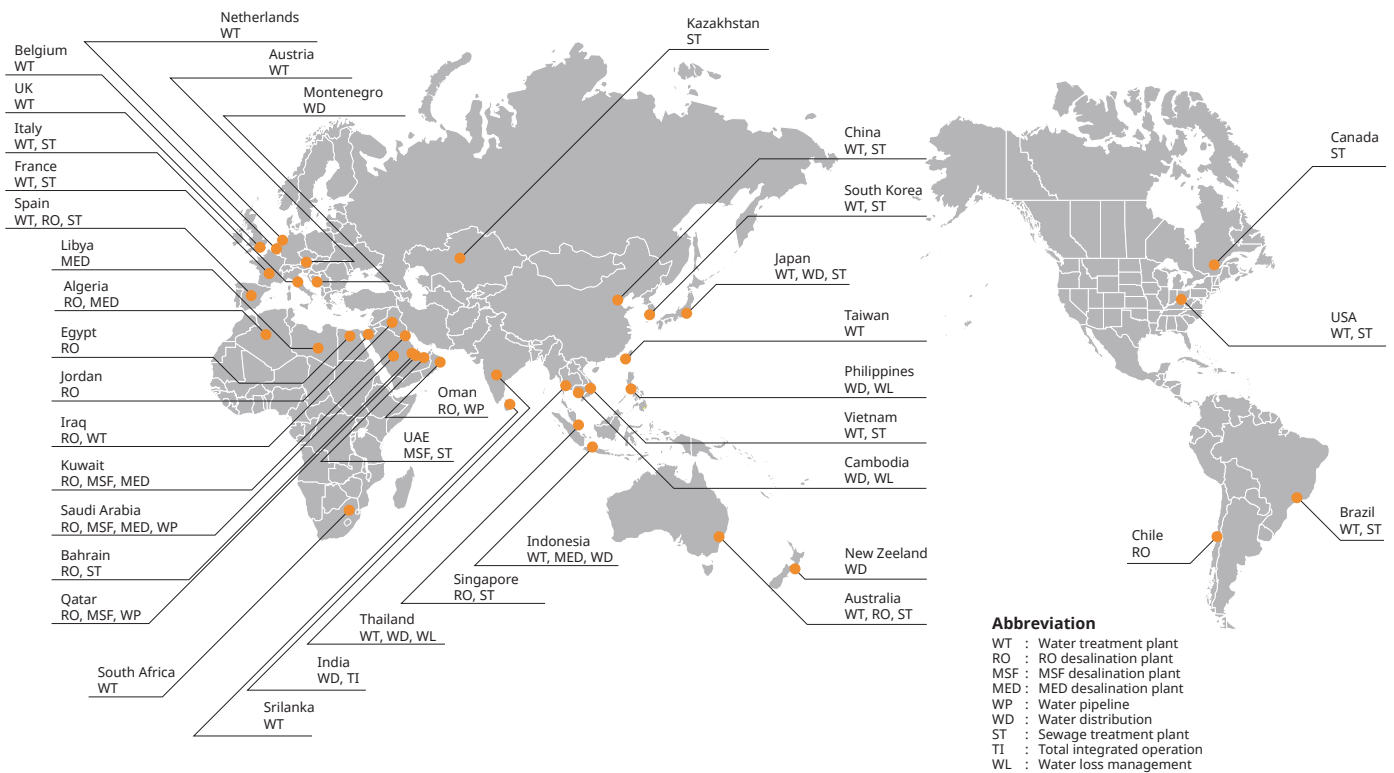 Netherlands
WT
Belgium
WT
Austria
WT
UK
WT
Montenegro
WD
Italy
WT, ST
France
WT, ST
Spain
WT, RO, ST
Libya
MED
Algeria
RO, MED
Egypt
RO
Jordan
RO
Iraq
RO, WT
Kuwait
RO, MSF, MED
Saudi Arabia
RO, MSF, MED, WP
Bahrain
RO, ST
Qatar
RO, MSF, WP
South Africa
WT
Oman
RO, WP
UAE
MSF, ST
Srilanka
WT
India
WD, TI
Thailand
WT, WD, WL
Singapore
RO, ST
Indonesia
WT, MED, WD
Kazakhstan
ST
China
WT, ST
South Korea
WT, ST
Japan
WT, WD, ST
Taiwan
WT
Philippines
WD, WL
Vietnam
WT, ST
Cambodia
WD, WL
New Zeeland
WD
Australia
WT, RO, ST
Canada
ST
USA
WT, ST
Brazil
WT, ST
Chile
RO
Abbreviation
WT : Water treatment plant
RO : RO desalination plant
MSF : MSF desalination plant
MED : MED desalination plant
WP : Water pipeline
WD : Water distribution
ST : Sewage treatment plant
TI : Total integrated operation
WL : Water loss management